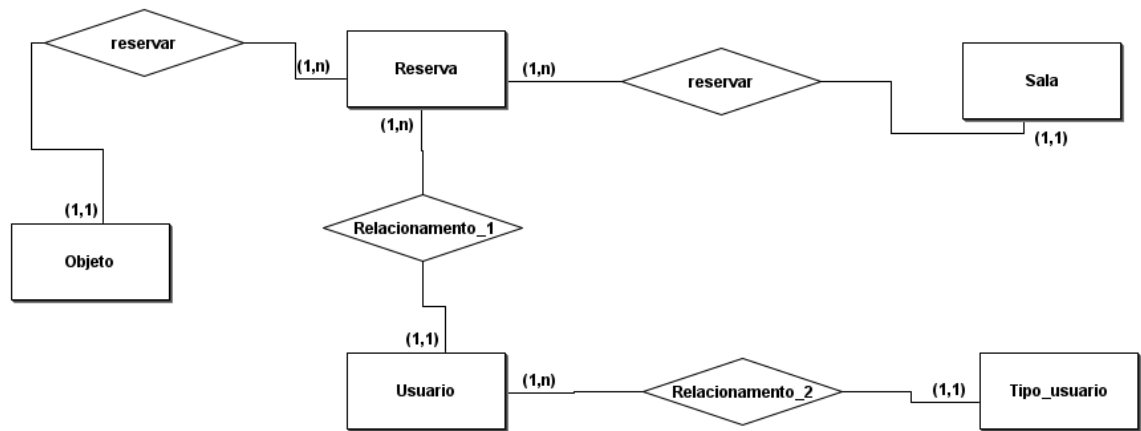 reservar
(1,n)
Reserva
(1,n)
reservar
Sala
(1,1)
(1,n)
(1,1)
Objeto
Relacionamento_1
(1,1)
Usuario
(1,n)
Relacionamento_2
(1,1)
Tipo_usuario